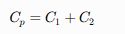 C_p = C_1 + C_2